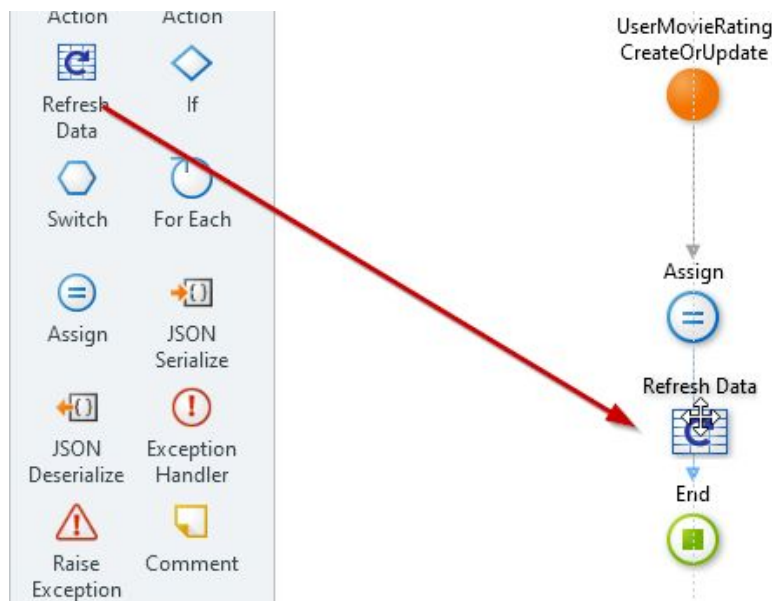 Action Action
Refresh If
Data
Switch For Each
Assign JSON
Serialize
JSON Exception
Deserialize Handler
Raise Comment
Exception
UserMovieRating
CreateOrUpdate
Assign
Refresh Data
End